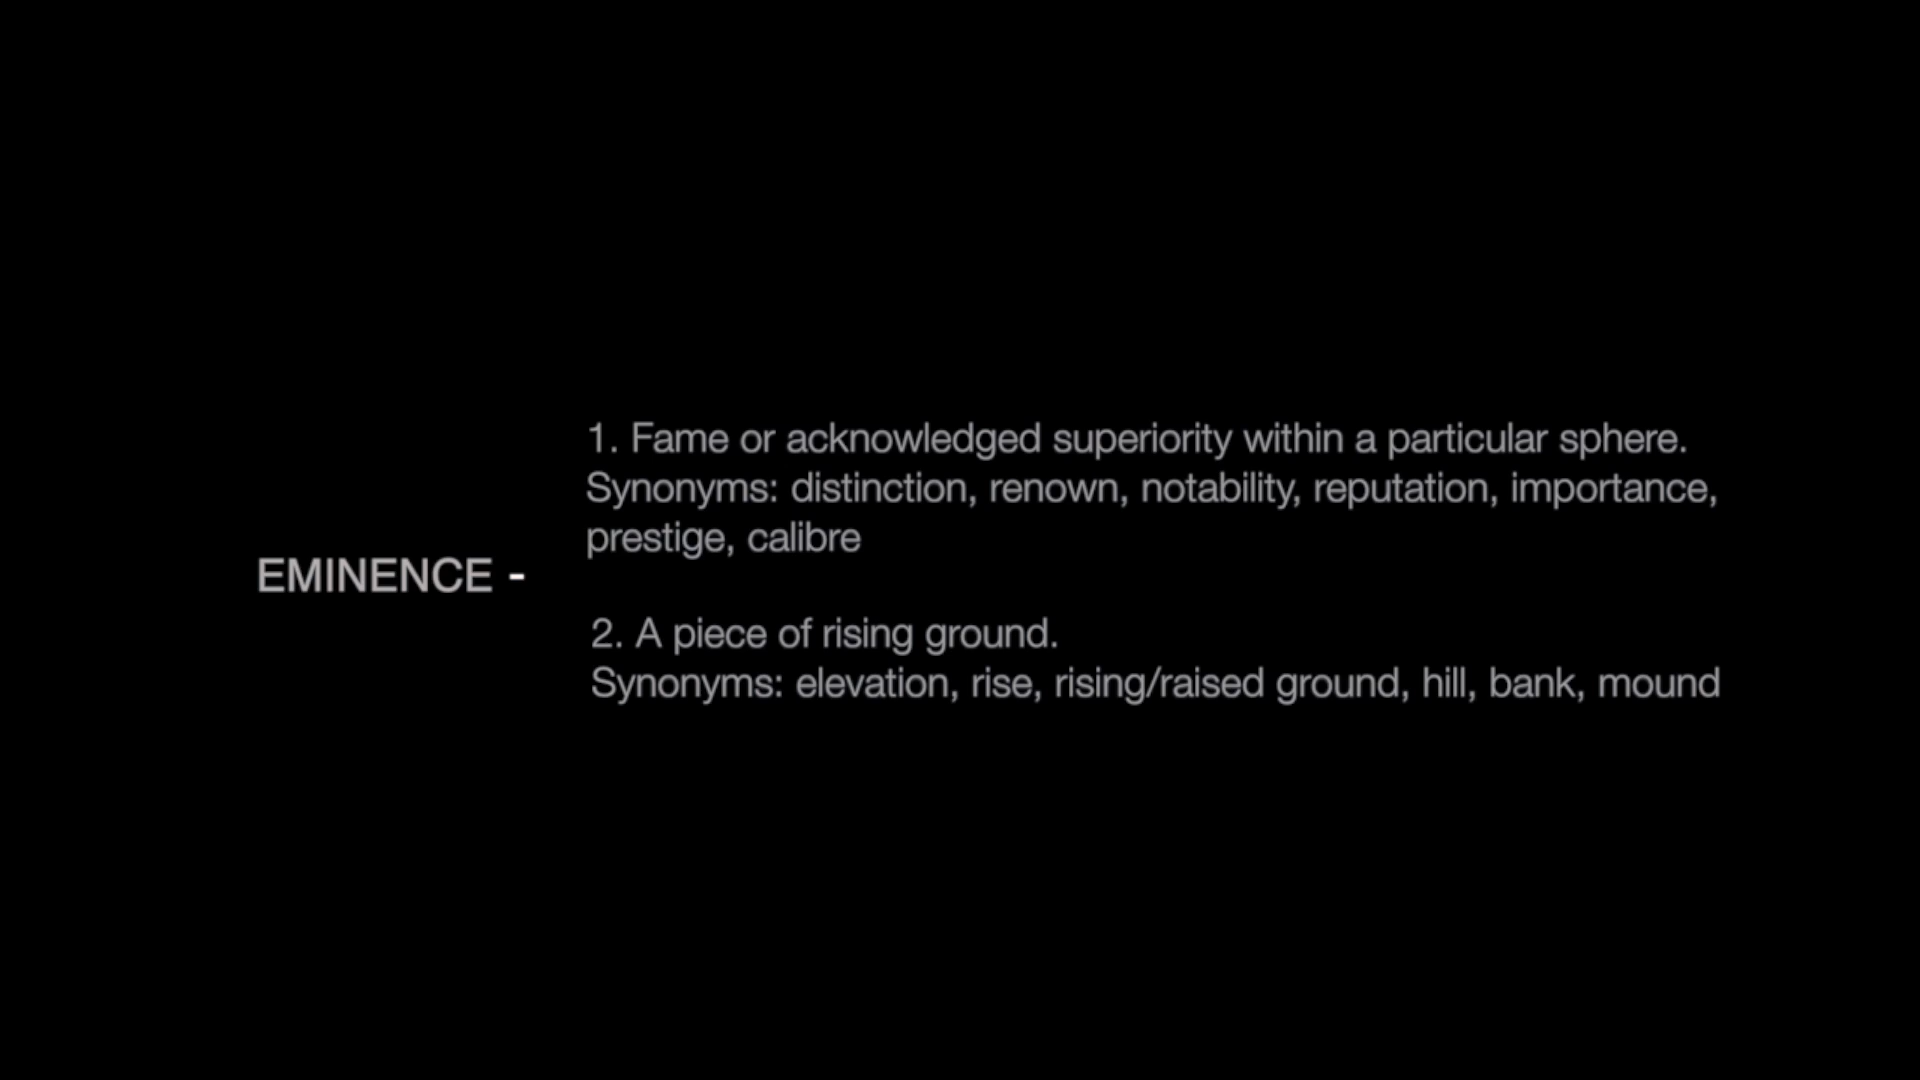 EMINENCE -
1. Fame or acknowledged superiority within a particular sphere.
Synonyms: distinction, renown, notability, reputation, importance,
prestige, calibre
2. A piece of rising ground.
Synonyms: elevation, rise, rising/raised ground, hill, bank, mound